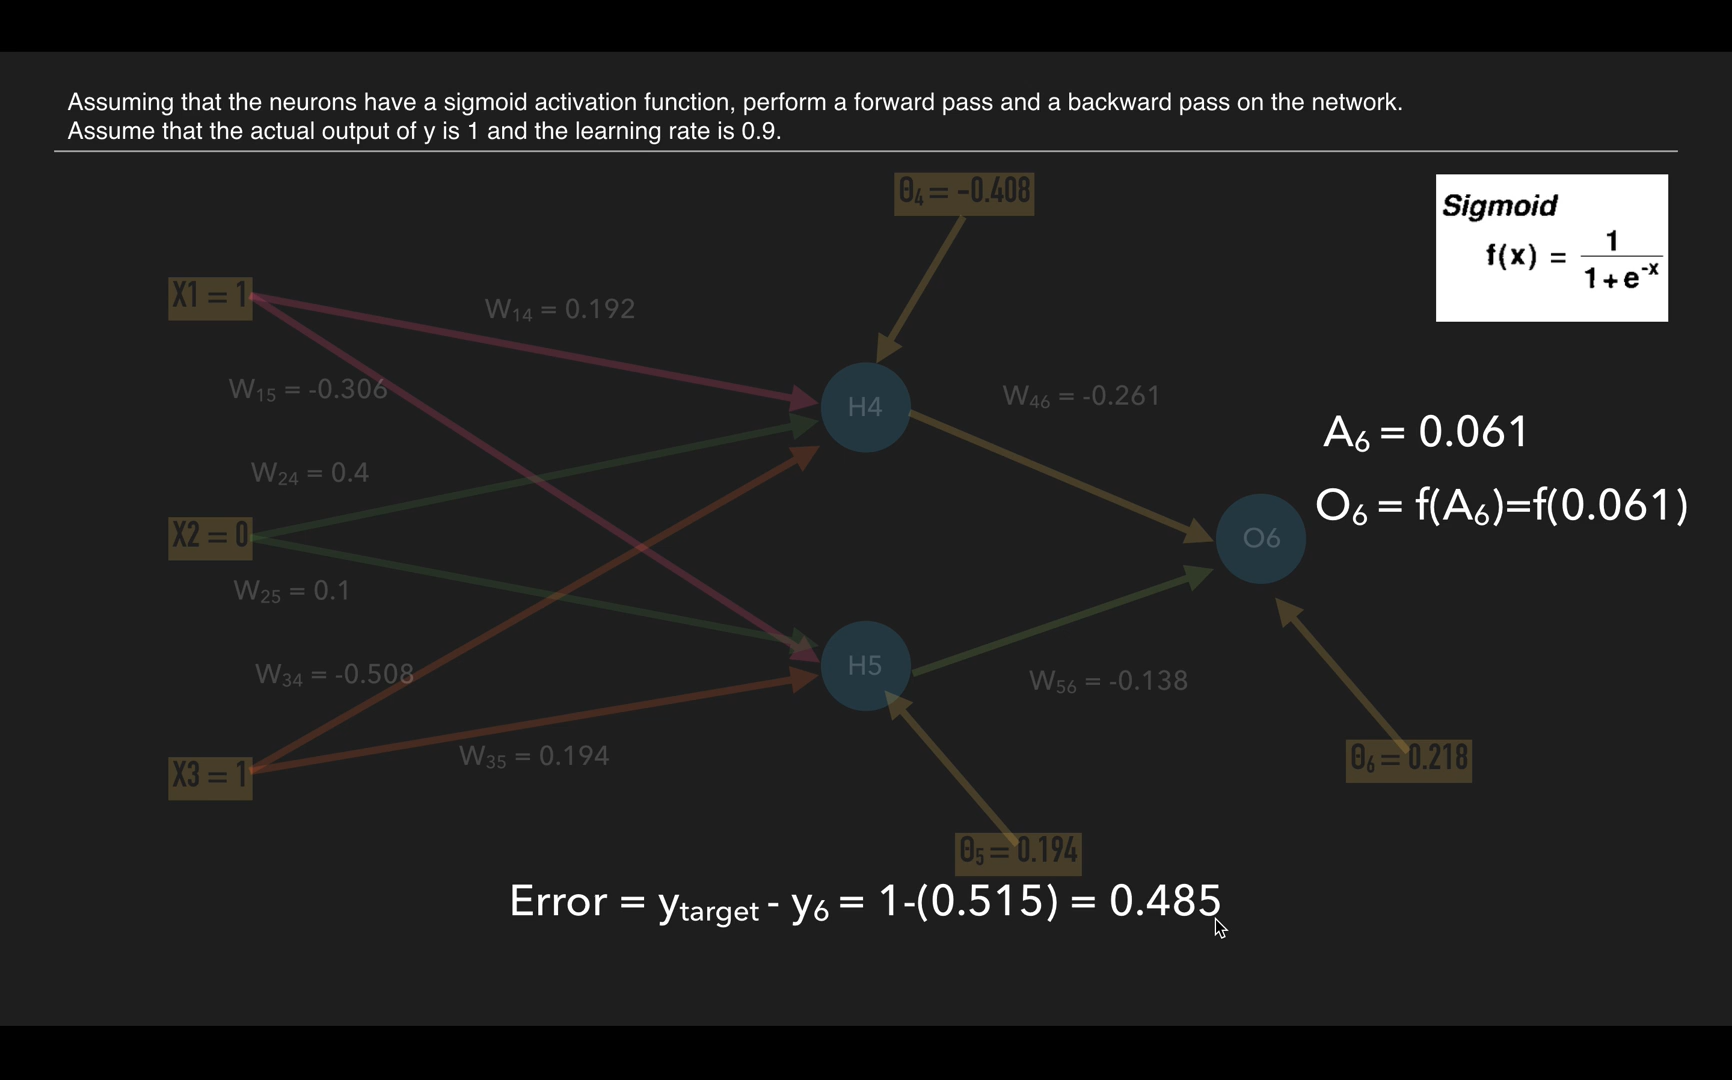 Assuming that the neurons have a sigmoid activation function, perform a forward pass and a backward pass on the network.
Assume that the actual output of y is 1 and the learning rate is 0.9.
θ₄ = -0.408
Sigmoid
f(x) = 1 / 1 + e^-x
X1 = 1
W₁₄ = 0.192
W₁₅ = -0.306
H4
W₄₆ = -0.261
A₆ = 0.061
W₂₄ = 0.4
O₆ = f(A₆)=f(0.061)
X2 = 0
O6
W₂₅ = 0.1
H5
W₃₄ = -0.508
W₅₆ = -0.138
X3 = 1
W₃₅ = 0.194
θ₆ = 0.218
θ₅ = 0.194
Error = y_target - y₆ = 1-(0.515) = 0.485